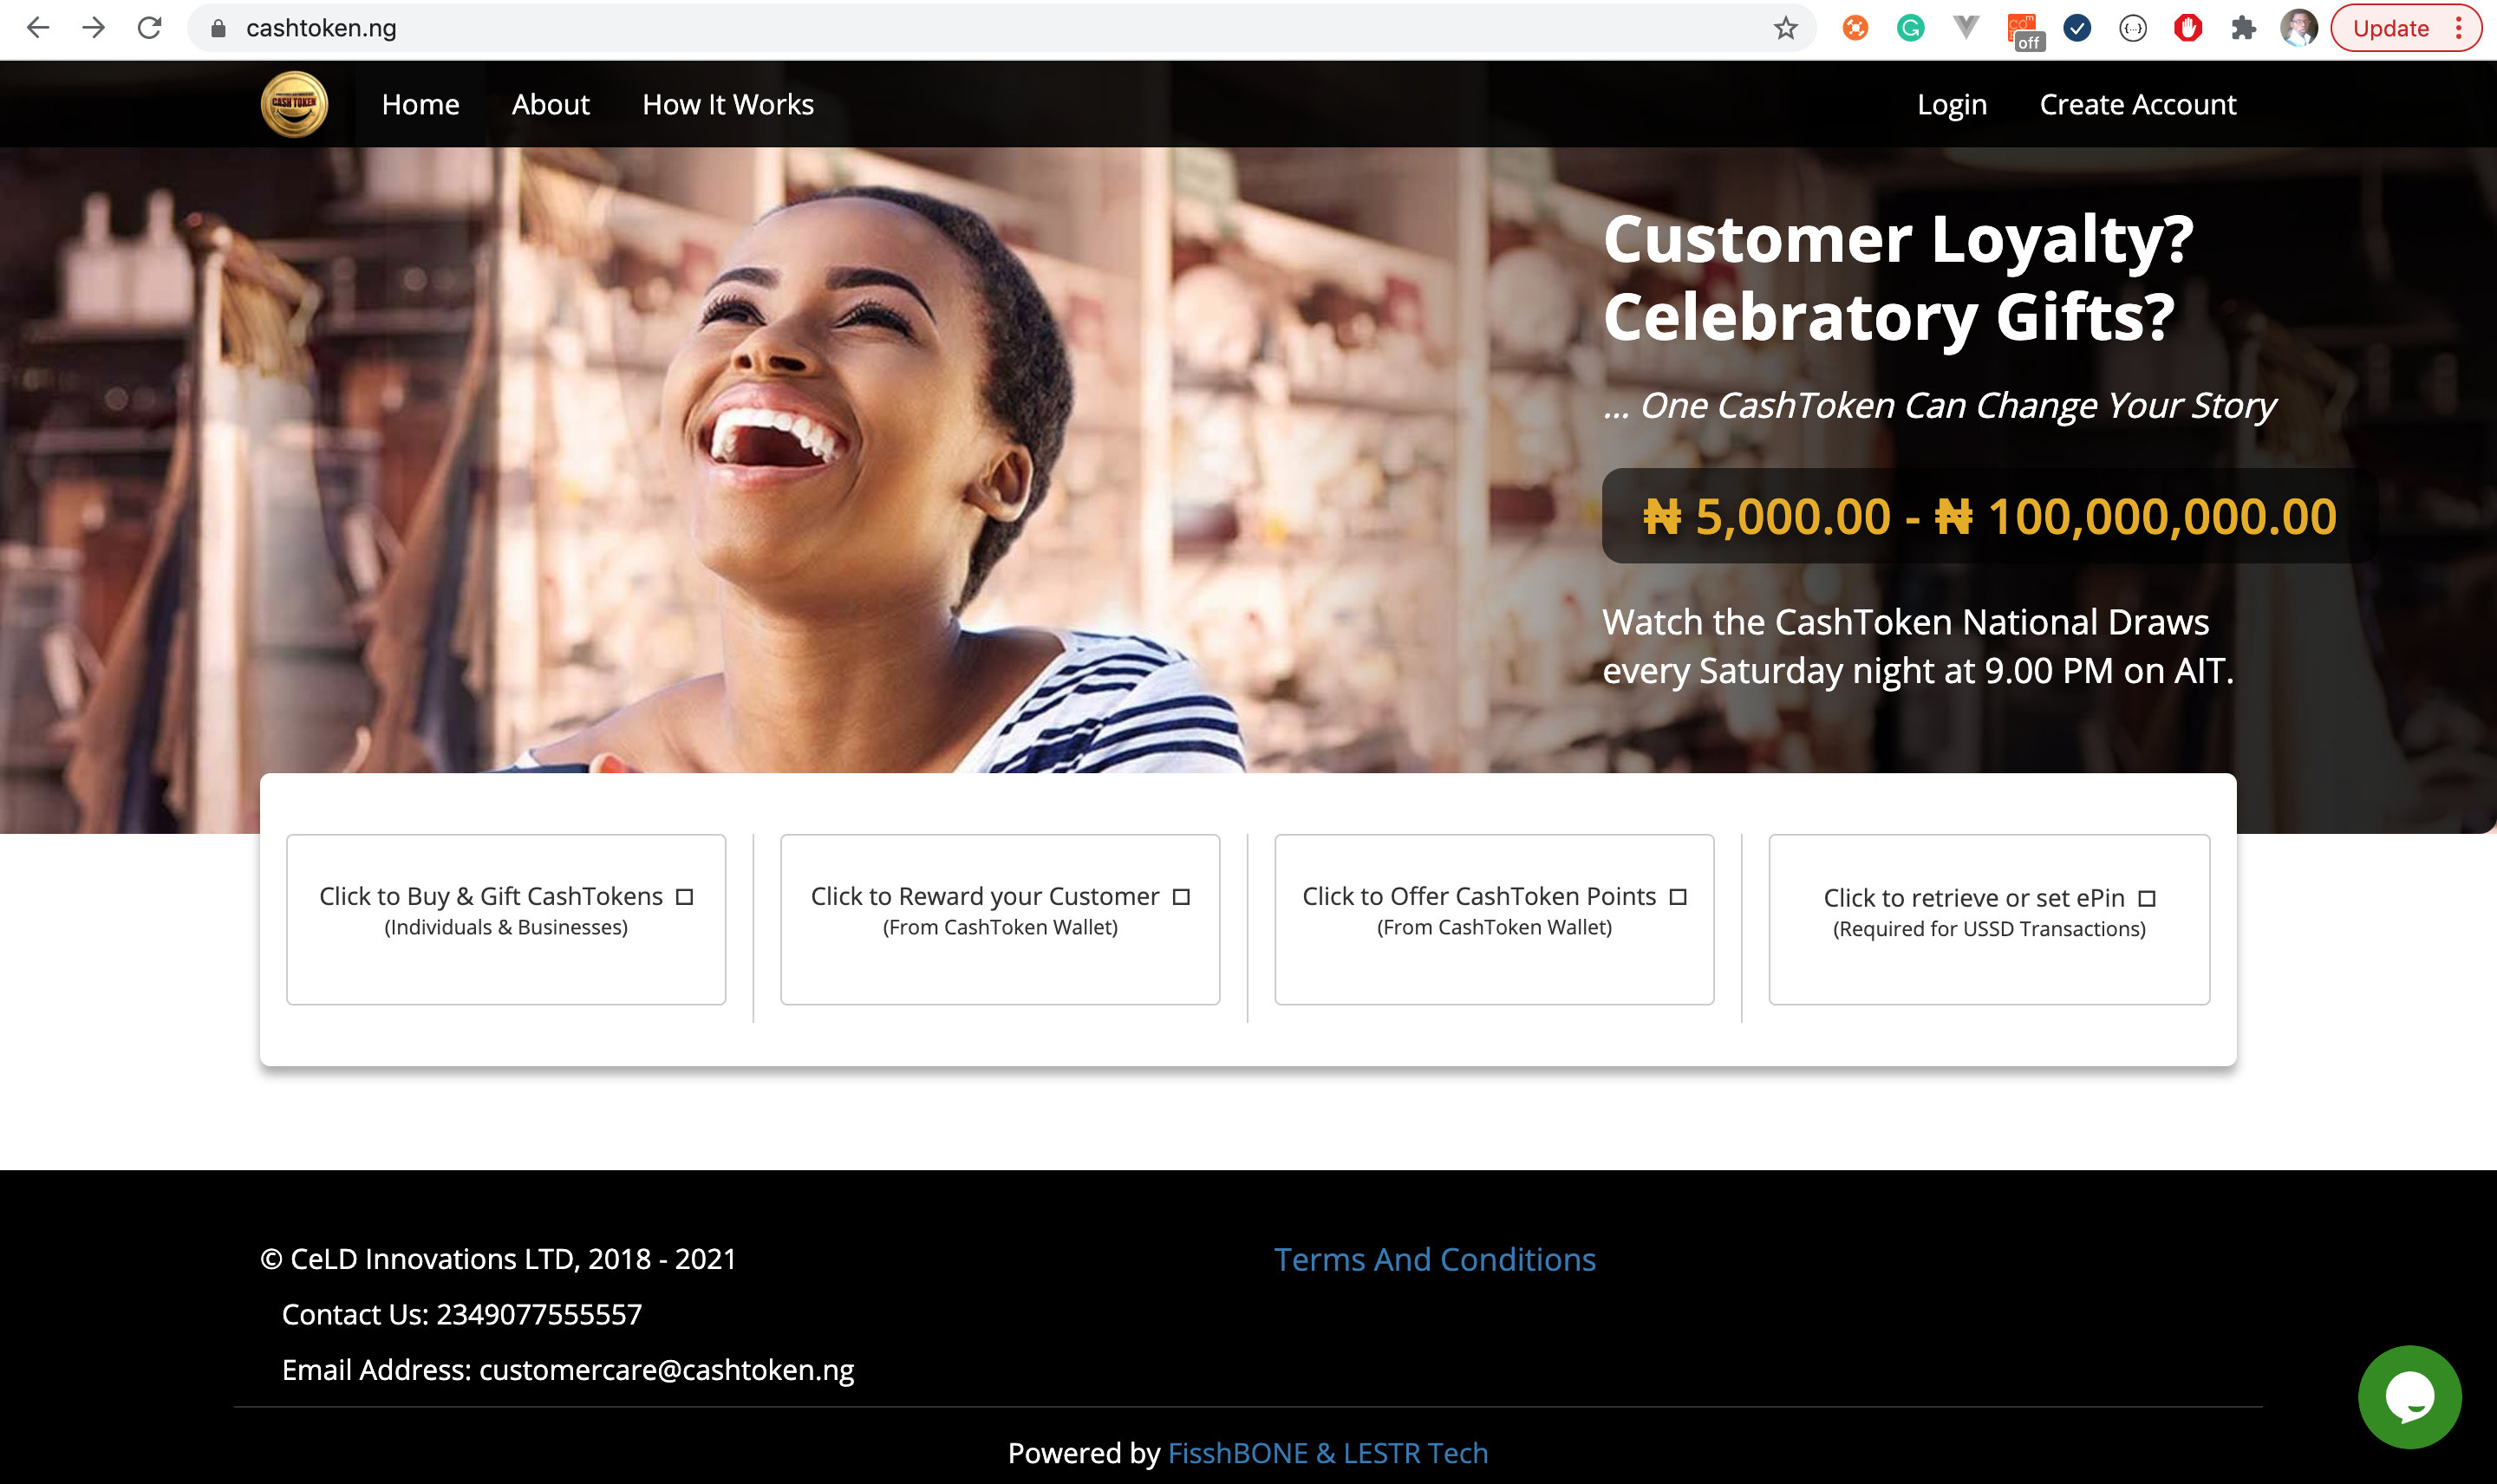 cashtoken.ng
off
Update
CASH TOKEN
Home
About
How It Works
Login
Create Account
Customer Loyalty?
Celebratory Gifts?
... One CashToken Can Change Your Story
₦ 5,000.00 - ₦ 100,000,000.00
Watch the CashToken National Draws
every Saturday night at 9.00 PM on AIT.
Click to Buy & Gift CashTokens
(Individuals & Businesses)
Click to Reward your Customer
(From CashToken Wallet)
Click to Offer CashToken Points
(From CashToken Wallet)
Click to retrieve or set ePin
(Required for USSD Transactions)
© CeLD Innovations LTD, 2018 - 2021
Contact Us: 2349077555557
Email Address: customercare@cashtoken.ng
Terms And Conditions
Powered by FisshBONE & LESTR Tech